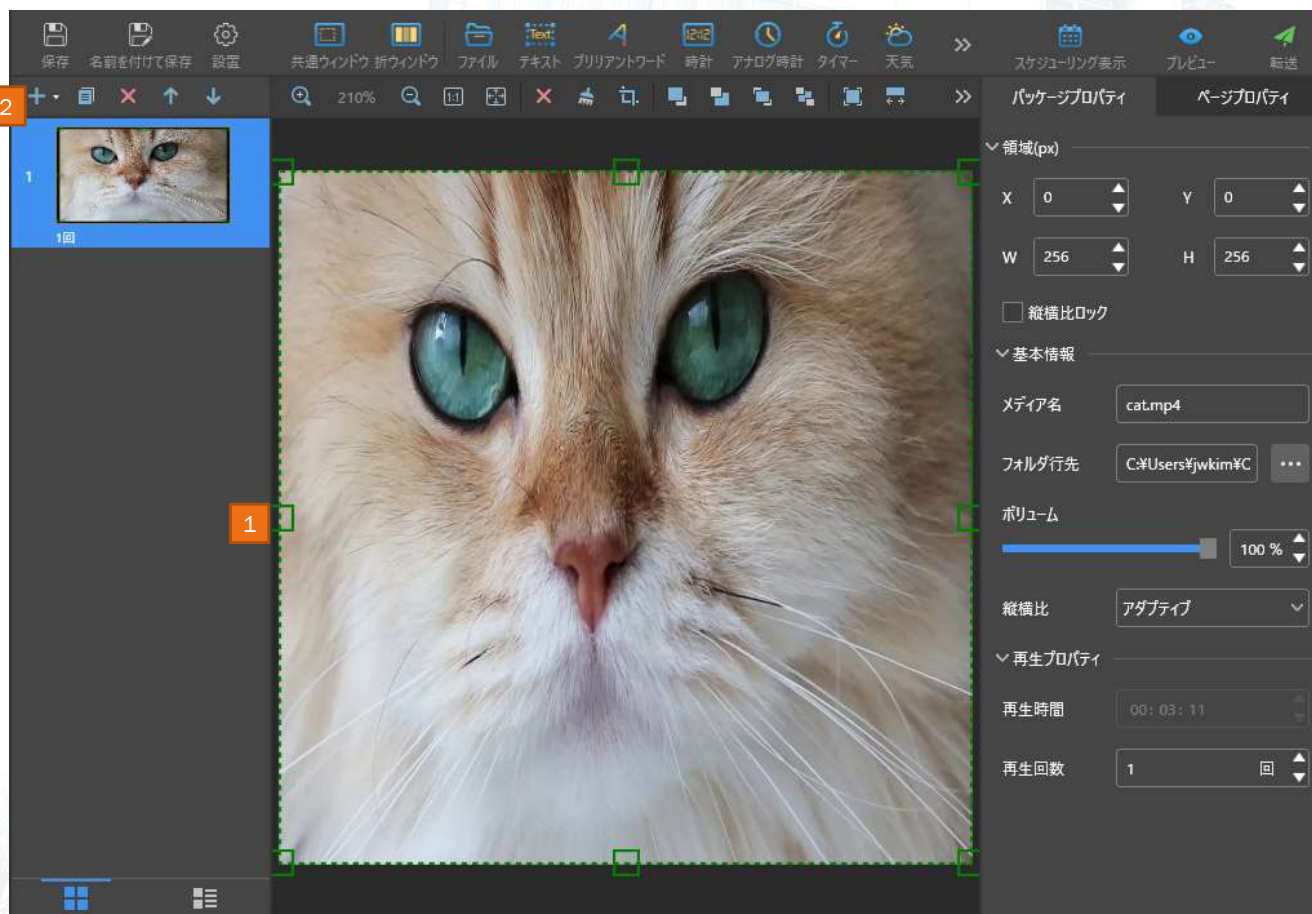 保存 名前を付けて保存 設置 共通ウィンドウ 折ウィンドウ ファイル テキスト ブリリアントワード 時計 アナログ時計 タイマー 天気 スケジューリング表示 プレビュー 転送
Text
12:12
2
210%
1:1
パッケージプロパティ ページプロパティ
1
1回
領域(px)
X 0 Y 0
W 256 H 256
縦横比ロック
基本情報
メディア名 cat.mp4
フォルダ行先 C:¥Users¥jwkim¥C ...
ボリューム
1
100 %
縦横比 アダプティブ
再生プロパティ
再生時間 00: 03: 11
再生回数 1 回